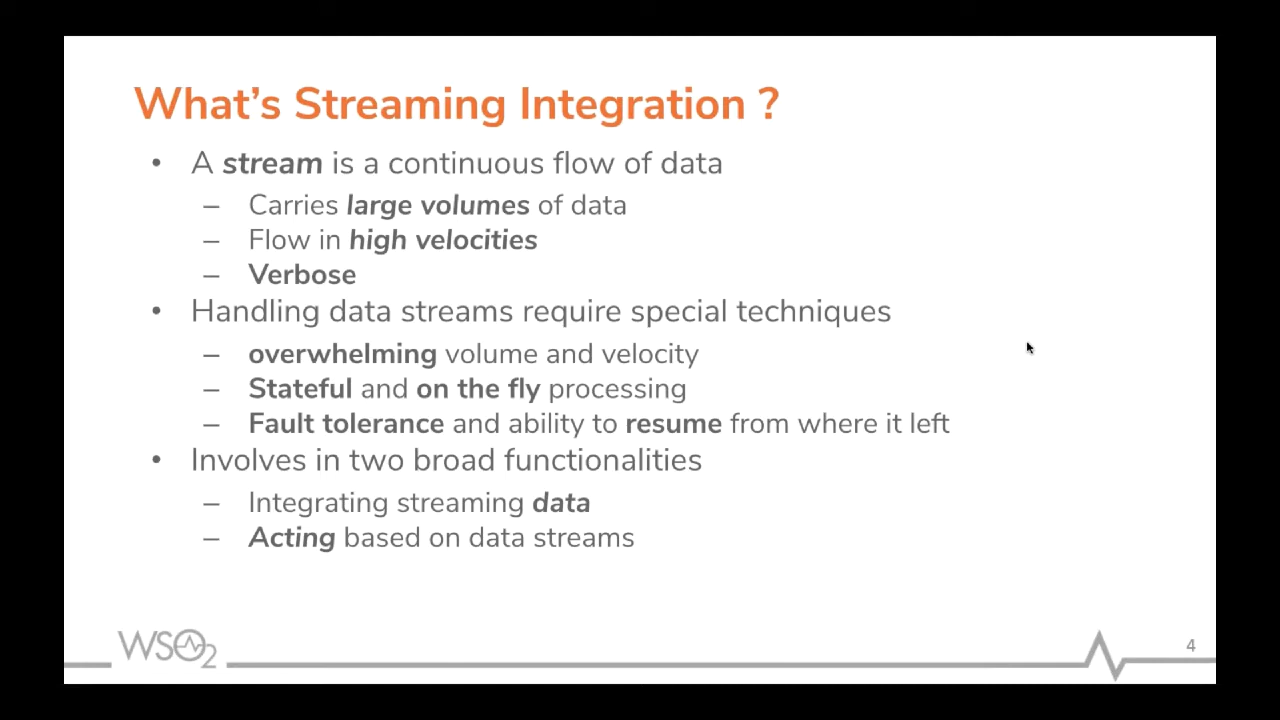 What's Streaming Integration ?
• A stream is a continuous flow of data
– Carries large volumes of data
– Flow in high velocities
– Verbose
• Handling data streams require special techniques
– overwhelming volume and velocity
– Stateful and on the fly processing
– Fault tolerance and ability to resume from where it left
• Involves in two broad functionalities
– Integrating streaming data
– Acting based on data streams
WSO2
4